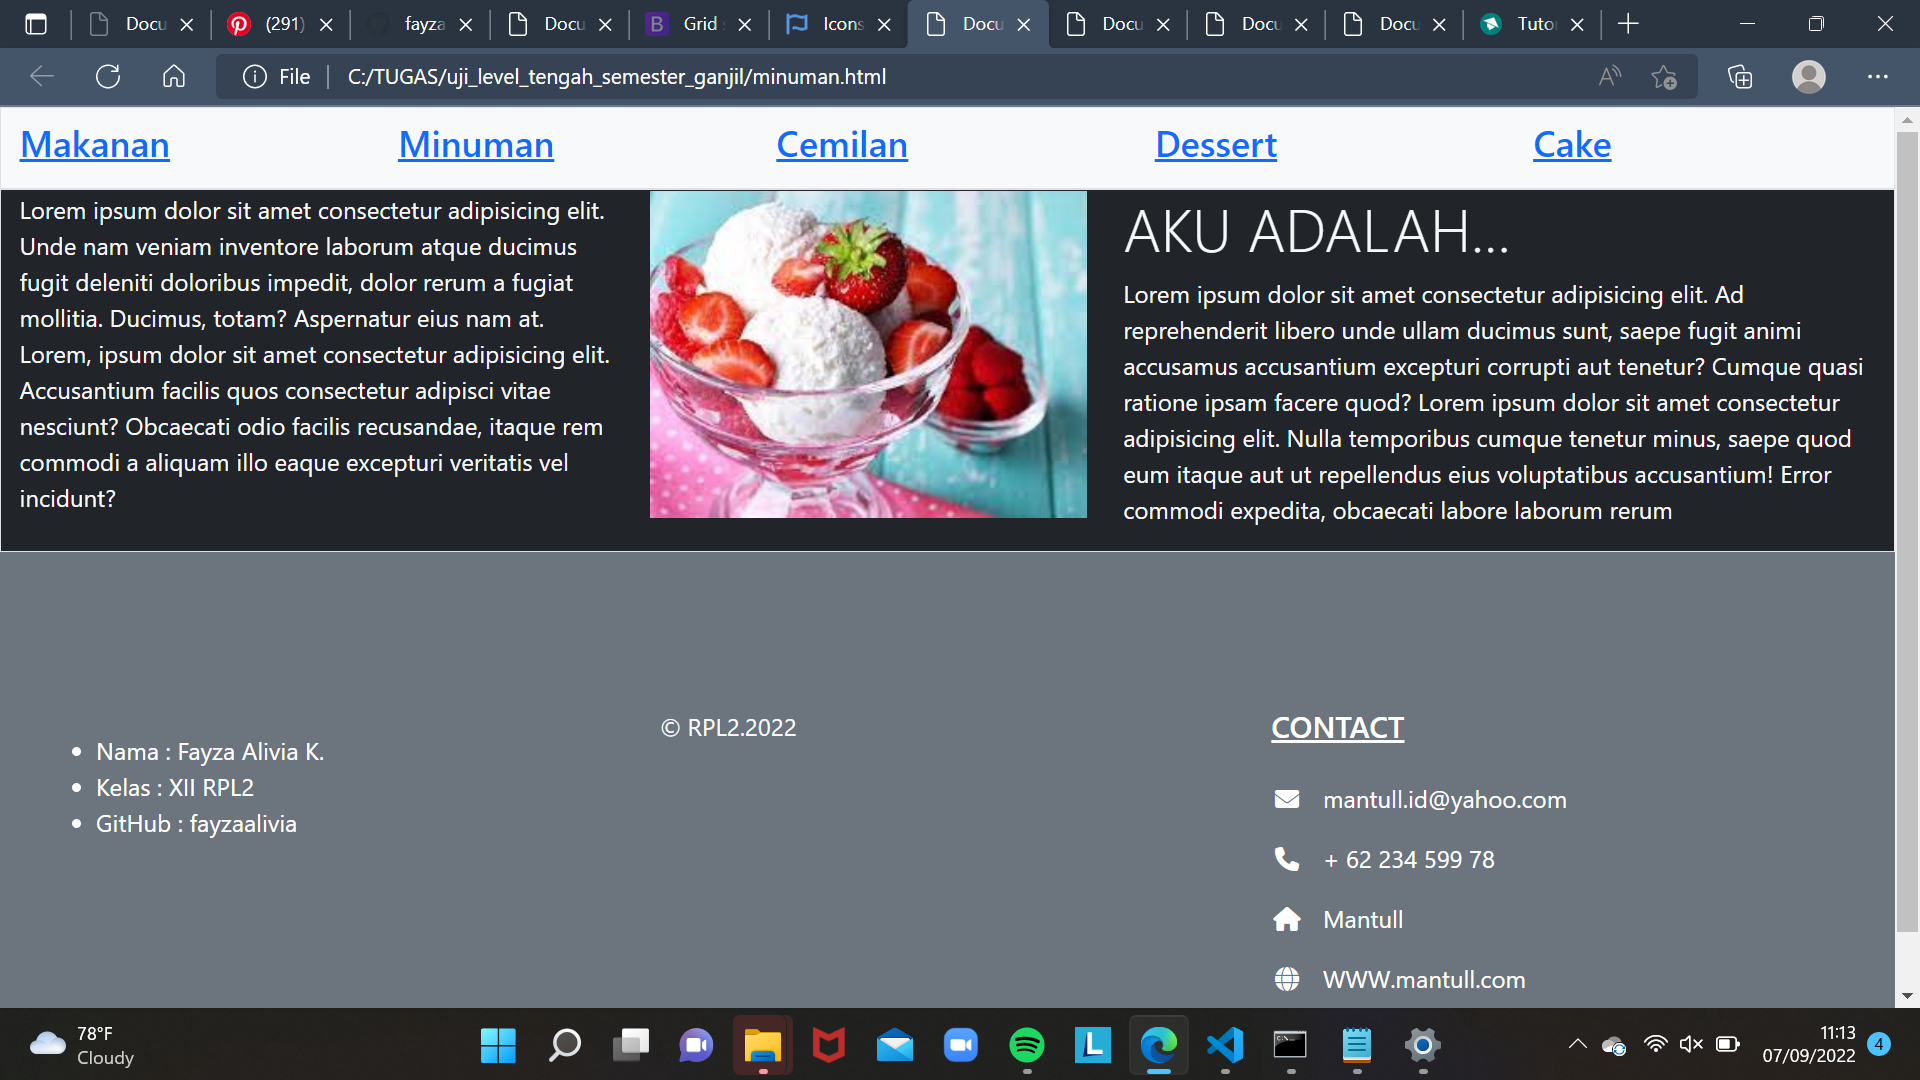 Docu
(291)
fayza
Docu
Grid
Icons
Docu
Docu
Docu
Docu
Tuto
File
C:/TUGAS/uji_level_tengah_semester_ganjil/minuman.html
Makanan
Minuman
Cemilan
Dessert
Cake
Lorem ipsum dolor sit amet consectetur adipisicing elit.
Unde nam veniam inventore laborum atque ducimus
fugit deleniti doloribus impedit, dolor rerum a fugiat
mollitia. Ducimus, totam? Aspernatur eius nam at.
Lorem, ipsum dolor sit amet consectetur adipisicing elit.
Accusantium facilis quos consectetur adipisci vitae
nesciunt? Obcaecati odio facilis recusandae, itaque rem
commodi a aliquam illo eaque excepturi veritatis vel
incidunt?
AKU ADALAH...
Lorem ipsum dolor sit amet consectetur adipisicing elit. Ad
reprehenderit libero unde ullam ducimus sunt, saepe fugit animi
accusamus accusantium excepturi corrupti aut tenetur? Cumque quasi
ratione ipsam facere quod? Lorem ipsum dolor sit amet consectetur
adipisicing elit. Nulla temporibus cumque tenetur minus, saepe quod
eum itaque aut ut repellendus eius voluptatibus accusantium! Error
commodi expedita, obcaecati labore laborum rerum
• Nama : Fayza Alivia K.
• Kelas : XII RPL2
• GitHub : fayzaalivia
© RPL2.2022
CONTACT
mantull.id@yahoo.com
+ 62 234 599 78
Mantull
WWW.mantull.com
78°F
Cloudy
11:13
07/09/2022
4